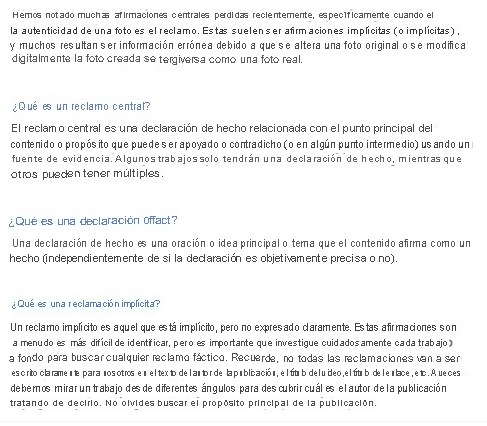 Hemos notado muchas afirmaciones centrales perdidas recientemente, específicamente cuando el
la autenticidad de una foto es el reclamo. Estas suelen ser afirmaciones implícitas (o implícitas),
y muchos resultan ser información errónea debido a que se altera una foto original o se modifica
digitalmente la foto creada se tergiversa como una foto real.
¿Qué es un reclamo central?
El reclamo central es una declaración de hecho relacionada con el punto principal del
contenido o propósito que puede ser apoyado o contradicho (o en algún punto intermedio) usando un
fuente de evidencia. Algunos trabajos solo tendrán una declaración de hecho, mientras que
otros pueden tener múltiples.
¿Qué es una declaración offact?
Una declaración de hecho es una oración o idea principal o tema que el contenido afirma como un
hecho (independientemente de si la declaración es objetivamente precisa o no).
¿Qué es una reclamación implícita?
Un reclamo implícito es aquel que está implícito, pero no expresado claramente. Estas afirmaciones son
a menudo es más difícil de identificar, pero es importante que investigue cuidadosamente cada trabajo
a fondo para buscar cualquier reclamo fáctico. Recuerde, no todas las reclamaciones van a ser
escrito claramente para nosotros en el texto del autor de la publicación, el título del video, el título del enlace, etc. A veces
debemos mirar un trabajo desde diferentes ángulos para descubrir cuál es el autor de la publicación
tratando de decirlo. No olvides buscar el propósito principal de la publicación.